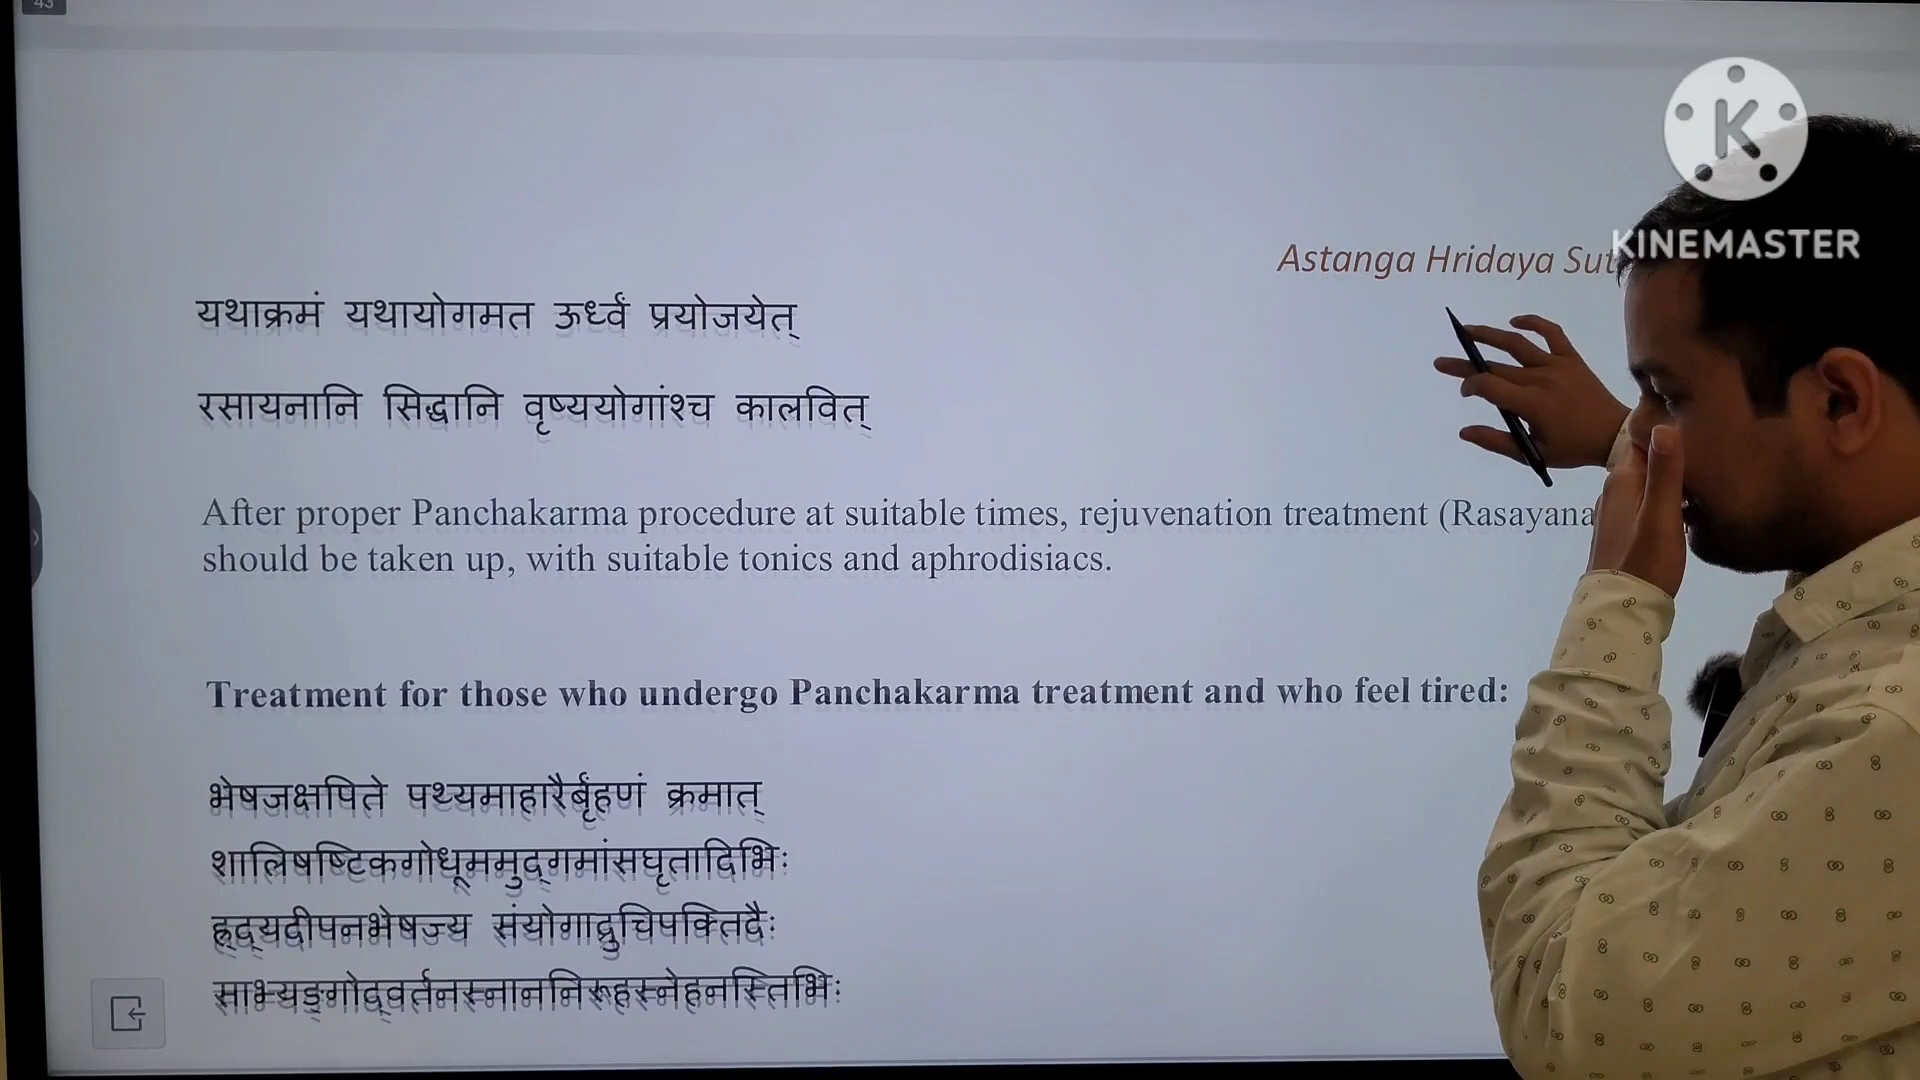 43
K
KINEMASTER
Astanga Hridaya
यथाक्रमं यथायोगमत ऊर्ध्वं प्रयोजयेत्
रसायनानि सिद्धानि वृष्ययोगांश्च कालवित्
After proper Panchakarma procedure at suitable times, rejuvenation treatment (Rasayana
should be taken up, with suitable tonics and aphrodisiacs.
Treatment for those who undergo Panchakarma treatment and who feel tired:
भेषजक्षपिते पथ्यमाहारैर्बृंहणं क्रमात्
शालिषष्टिकगोधूममुद्गमांसघृतादिभिः
हृद्यदीपनभेषज्य संयोगाद्रुचिपक्तिदैः
साभ्यङ्गोद्वर्तनस्नाननिरूहस्नेहनस्तिभिः